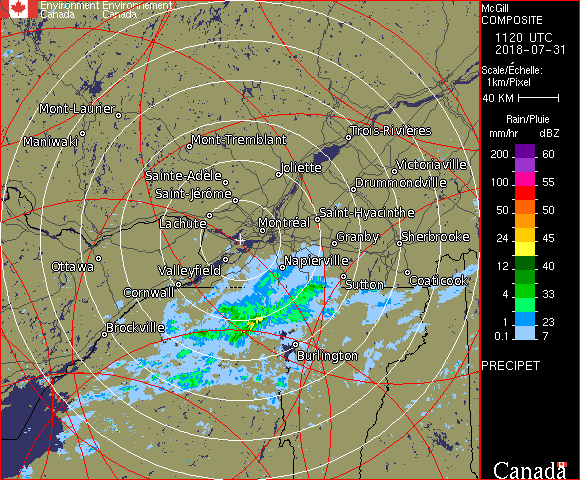 Environment Environnement
Canada Canada
McGill
COMPOSITE
1120 UTC
2018-07-31
Scale/Échelle:
1km/Pixel
40 KM
Rain/Pluie
mm/hr dBZ
200 60
100 55
50 50
24 45
12 40
4 33
1 23
0.1 7
PRECIPET
Mont-Laurier
Maniwaki
Mont-Tremblant
Trois-Rivières
Sainte-Adèle
Joliette
Victoriaville
Saint-Jérôme
Drummondville
Lachute
Montréal
Saint-Hyacinthe
Granby
Sherbrooke
Ottawa
Valleyfield
Napierville
Sutton
Coaticook
Cornwall
Brockville
Burlington
Canada